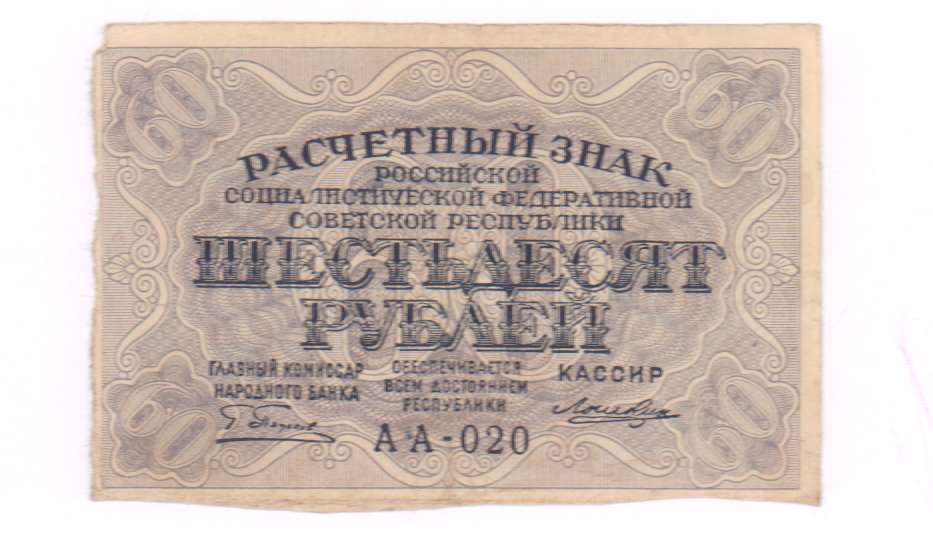 60 60
РАСЧЕТНЫЙ ЗНАК
РОССИЙСКОЙ
СОЦИАЛИСТИЧЕСКОЙ ФЕДЕРАТИВНОЙ
СОВЕТСКОЙ РЕСПУБЛИКИ
ШЕСТЬДЕСЯТ
РУБЛЕЙ
ГЛАВНЫЙ КОМИССАР
НАРОДНОГО БАНКА
ОБЕСПЕЧИВАЕТСЯ
ВСЕМ ДОСТОЯНИЕМ
РЕСПУБЛИКИ
КАССИР
АА-020
60 60